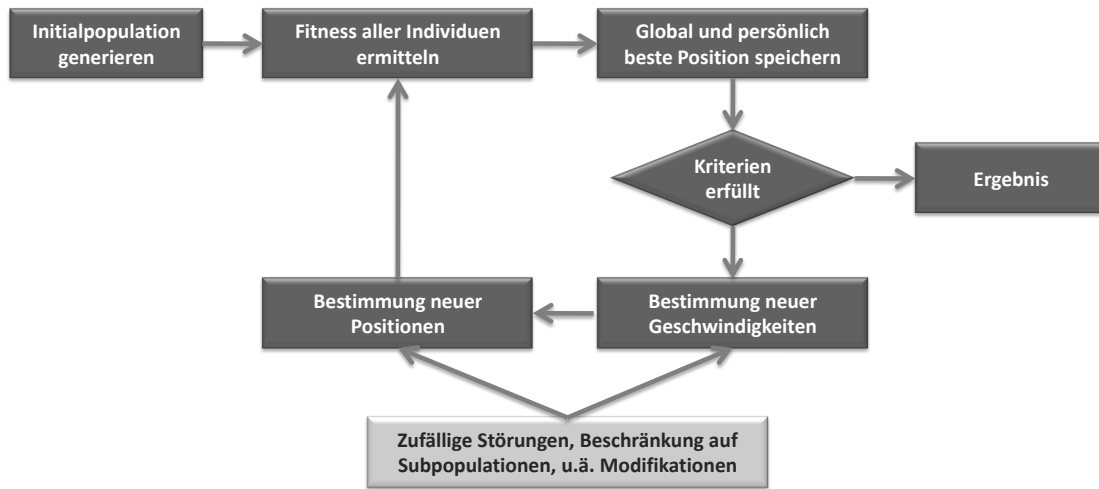 Initialpopulation
generieren
Fitness aller Individuen
ermitteln
Global und persönlich
beste Position speichern
Kriterien
erfüllt
Ergebnis
Bestimmung neuer
Positionen
Bestimmung neuer
Geschwindigkeiten
Zufällige Störungen, Beschränkung auf
Subpopulationen, u.ä. Modifikationen